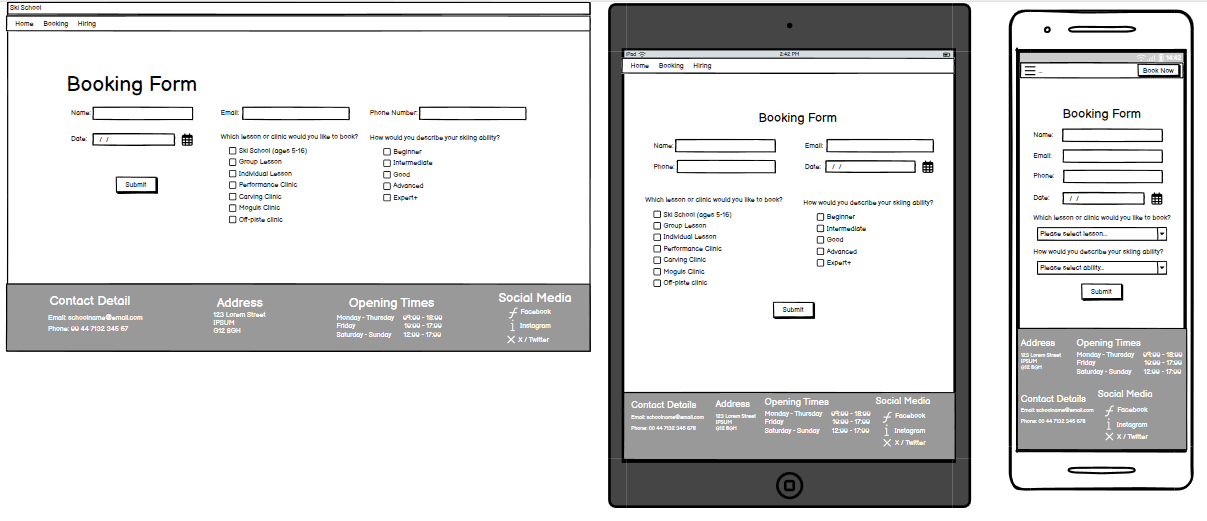 Ski School
Home Booking Hiring
Booking Form
Name: Email: Phone Number:
Date: / /
Which lesson or clinic would you like to book?
Ski School (ages 5-16)
Group Lesson
Individual Lesson
Performance Clinic
Carving Clinic
Moguls Clinic
Off-piste clinic
How would you describe your skiing ability?
Beginner
Intermediate
Good
Advanced
Expert+
Submit
Contact Detail
Email: schoolname@email.com
Phone: 00 44 7132 345 67
Address
123 Lorem Street
IPSUM
G12 8GH
Opening Times
Monday - Thursday 09:00 - 18:00
Friday 10:00 - 17:00
Saturday - Sunday 12:00 - 17:00
Social Media
Facebook
Instagram
X / Twitter
iPad 2:42 PM
Home Booking Hiring
Booking Form
Name: Email:
Phone: Date: / /
Which lesson or clinic would you like to book?
Ski School (ages 5-16)
Group Lesson
Individual Lesson
Performance Clinic
Carving Clinic
Moguls Clinic
Off-piste clinic
How would you describe your skiing ability?
Beginner
Intermediate
Good
Advanced
Expert+
Submit
Contact Details
Email: schoolname@email.com
Phone: 00 44 7132 345 678
Address
123 Lorem Street
IPSUM
G12 8GH
Opening Times
Monday - Thursday 09:00 - 18:00
Friday 10:00 - 17:00
Saturday - Sunday 12:00 - 17:00
Social Media
Facebook
Instagram
X / Twitter
14:42
Book Now
Booking Form
Name:
Email:
Phone:
Date: / /
Which lesson or clinic would you like to book?
Please select lesson...
How would you describe your skiing ability?
Please select ability...
Submit
Address
123 Lorem Street
IPSUM
G12 8GH
Opening Times
Monday - Thursday 09:00 - 18:00
Friday 10:00 - 17:00
Saturday - Sunday 12:00 - 17:00
Contact Details
Email: schoolname@email.com
Phone: 00 44 7132 345 678
Social Media
Facebook
Instagram
X / Twitter